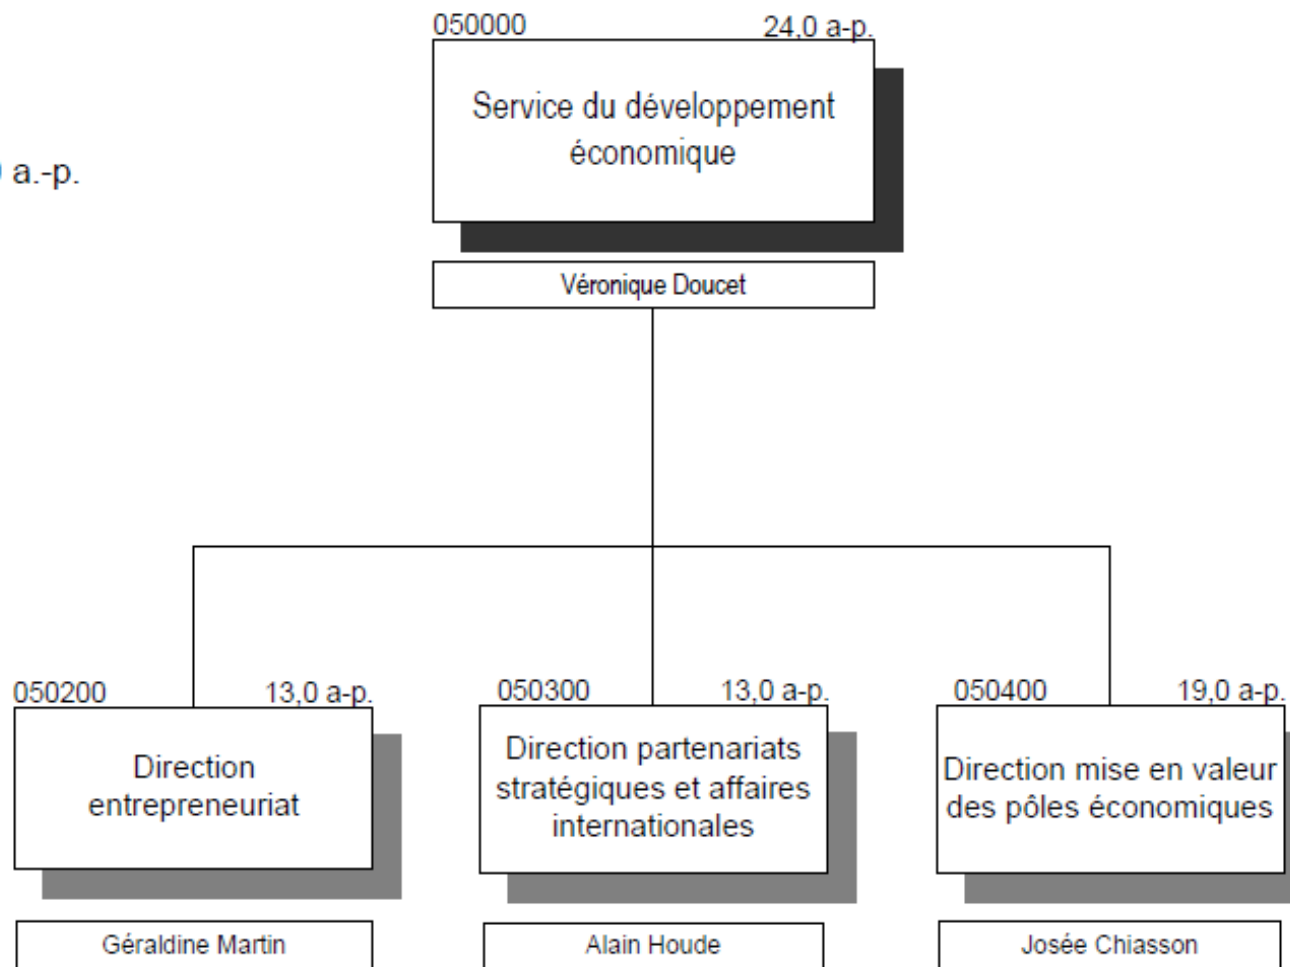 050000 24,0 a-p.
Service du développement
économique
a.-p.
Véronique Doucet
050200 13,0 a-p.
050300 13,0 a-p.
050400 19,0 a-p.
Direction
entrepreneuriat
Direction partenariats
stratégiques et affaires
internationales
Direction mise en valeur
des pôles économiques
Géraldine Martin
Alain Houde
Josée Chiasson